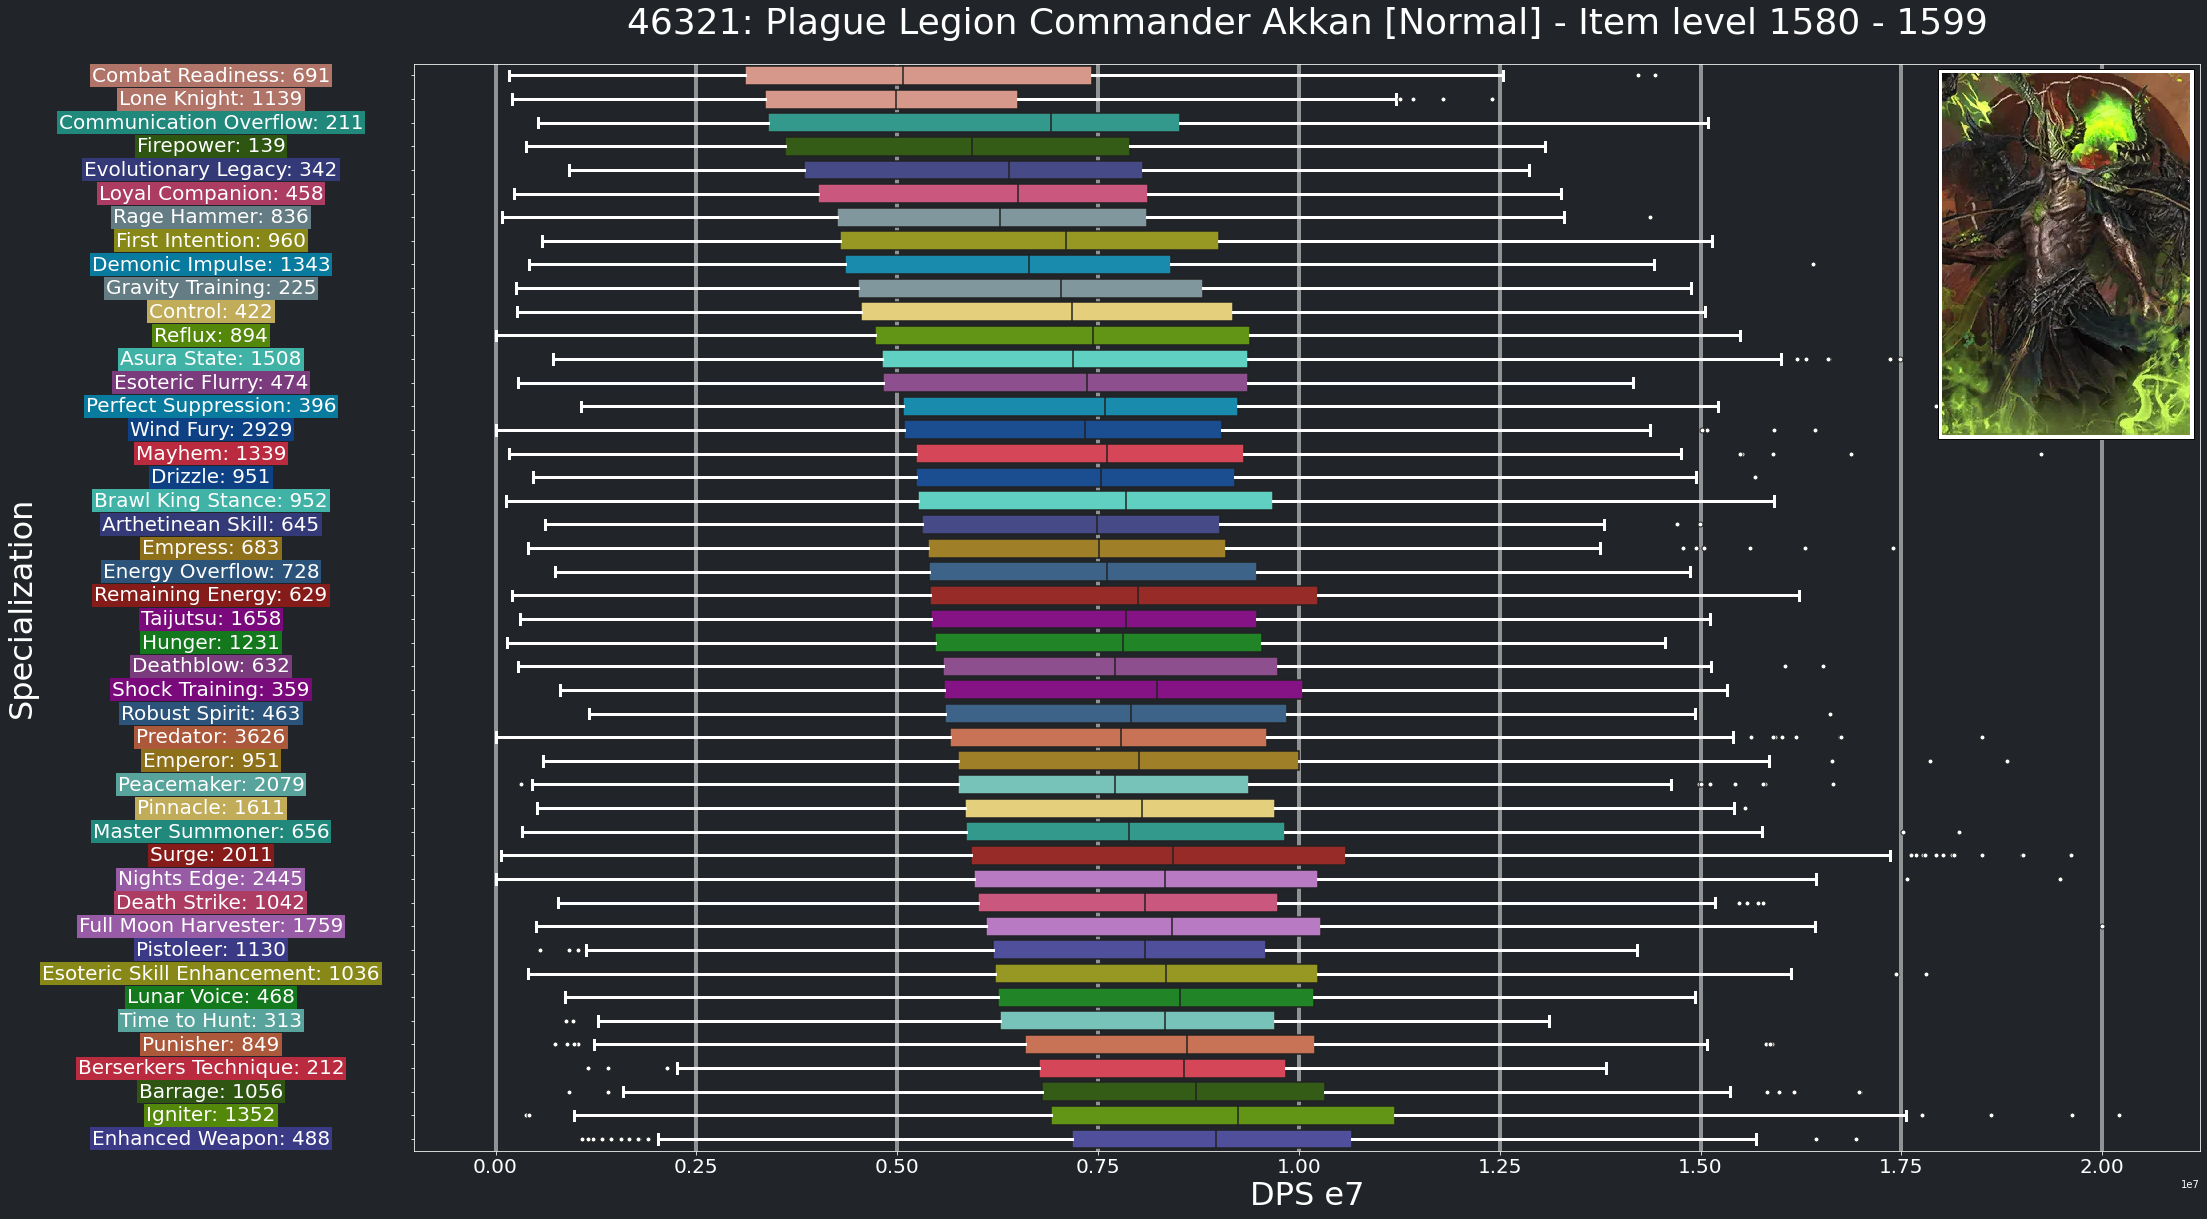 46321: Plague Legion Commander Akkan [Normal] - Item level 1580 - 1599
Combat Readiness: 691
Lone Knight: 1139
Communication Overflow: 211
Firepower: 139
Evolutionary Legacy: 342
Loyal Companion: 458
Rage Hammer: 836
First Intention: 960
Demonic Impulse: 1343
Gravity Training: 225
Control: 422
Reflux: 894
Asura State: 1508
Esoteric Flurry: 474
Perfect Suppression: 396
Wind Fury: 2929
Mayhem: 1339
Drizzle: 951
Brawl King Stance: 952
Arthetinean Skill: 645
Empress: 683
Energy Overflow: 728
Remaining Energy: 629
Taijutsu: 1658
Hunger: 1231
Deathblow: 632
Shock Training: 359
Robust Spirit: 463
Predator: 3626
Emperor: 951
Peacemaker: 2079
Pinnacle: 1611
Master Summoner: 656
Surge: 2011
Nights Edge: 2445
Death Strike: 1042
Full Moon Harvester: 1759
Pistoleer: 1130
Esoteric Skill Enhancement: 1036
Lunar Voice: 468
Time to Hunt: 313
Punisher: 849
Berserkers Technique: 212
Barrage: 1056
Igniter: 1352
Enhanced Weapon: 488
Specialization
0.00 0.25 0.50 0.75 1.00 1.25 1.50 1.75 2.00
1e7
DPS e7